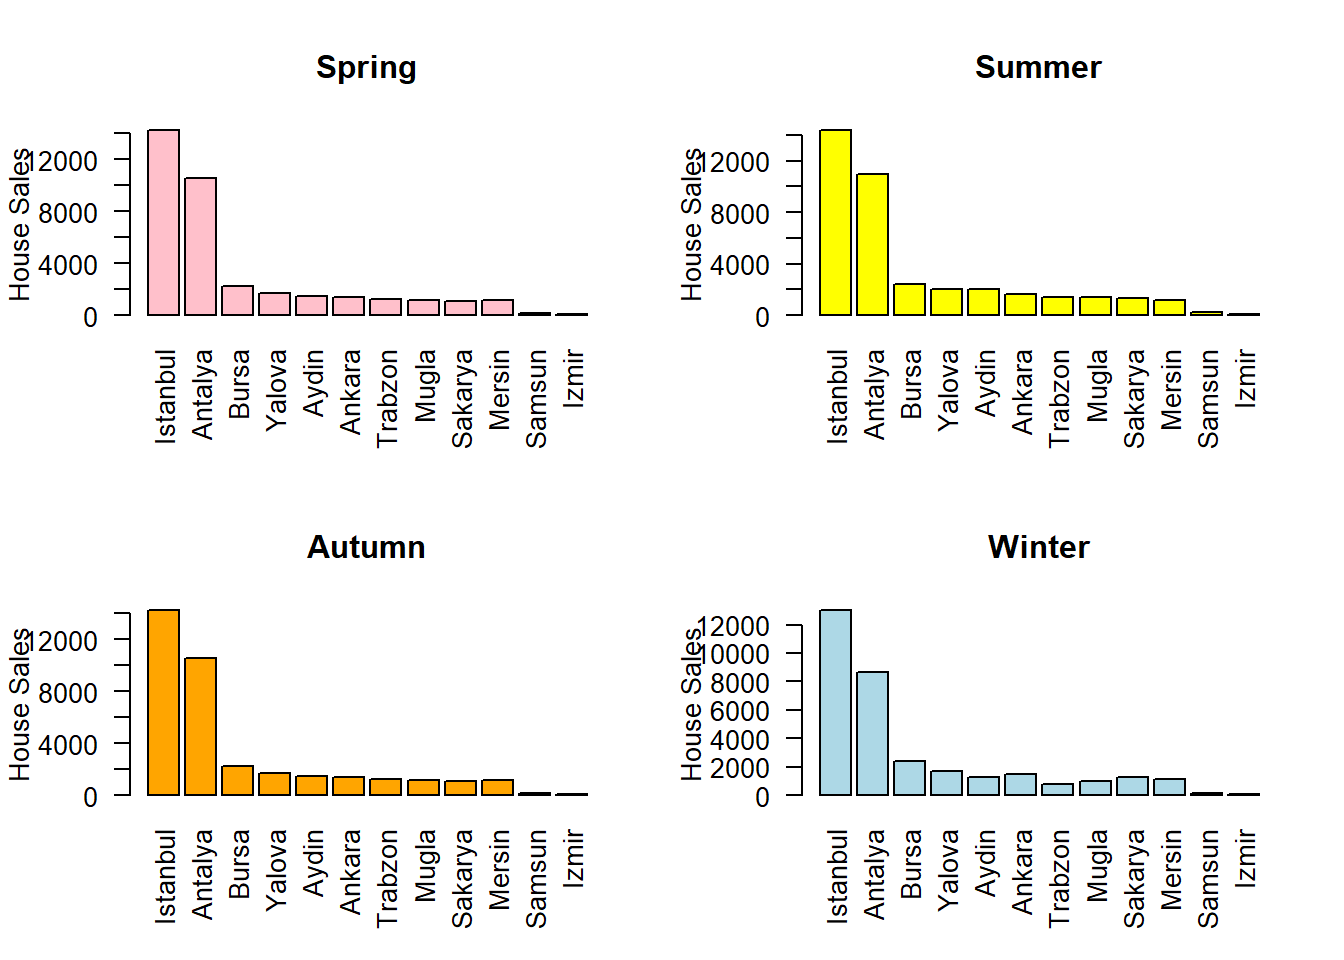 Spring
House Sales
12000
8000
4000
0
Istanbul
Antalya
Bursa
Yalova
Aydin
Ankara
Trabzon
Mugla
Sakarya
Mersin
Samsun
Izmir
Summer
House Sales
12000
8000
4000
0
Istanbul
Antalya
Bursa
Yalova
Aydin
Ankara
Trabzon
Mugla
Sakarya
Mersin
Samsun
Izmir
Autumn
House Sales
12000
8000
4000
0
Istanbul
Antalya
Bursa
Yalova
Aydin
Ankara
Trabzon
Mugla
Sakarya
Mersin
Samsun
Izmir
Winter
House Sales
12000
10000
8000
6000
4000
2000
0
Istanbul
Antalya
Bursa
Yalova
Aydin
Ankara
Trabzon
Mugla
Sakarya
Mersin
Samsun
Izmir